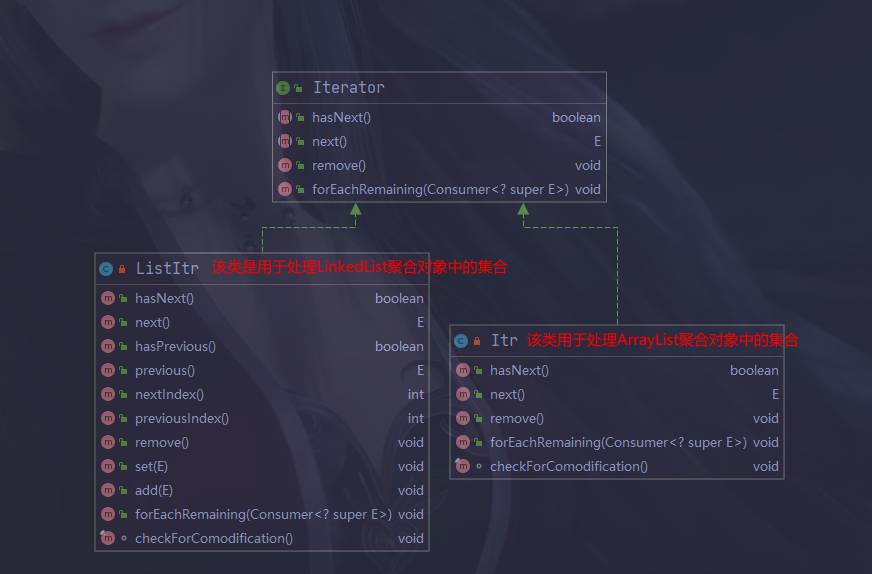 Iterator
hasNext() boolean
next() E
remove() void
forEachRemaining(Consumer<? super E>) void
ListItr 该类是用于处理LinkedList聚合对象中的集合
hasNext() boolean
next() E
hasPrevious() boolean
previous() E
nextIndex() int
previousIndex() int
remove() void
set(E) void
add(E) void
forEachRemaining(Consumer<? super E>) void
checkForComodification() void
Itr 该类用于处理ArrayList聚合对象中的集合
hasNext() boolean
next() E
remove() void
forEachRemaining(Consumer<? super E>) void
checkForComodification() void